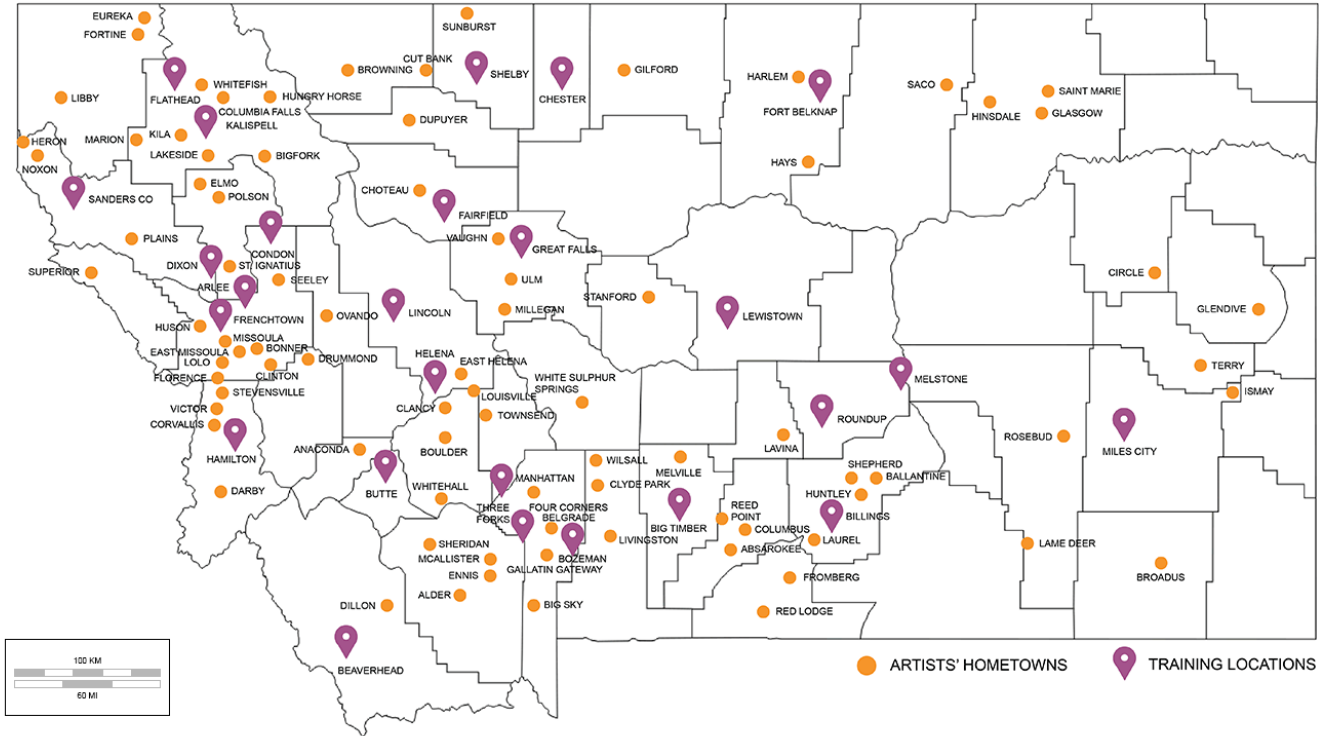 EUREKA
SUNBURST
FORTINE
CUT BANK
BROWNING
SHELBY
GILFORD
HARLEM
SACO
WHITEFISH
SAINT MARIE
LIBBY
FLATHEAD
HUNGRY HORSE
CHESTER
FORT BELKNAP
COLUMBIA FALLS
HINSDALE
GLASGOW
DUPUYER
KALISPELL
KILA
MARION
HERON
LAKESIDE
BIGFORK
HAYS
NOXON
ELMO
CHOTEAU
POLSON
SANDERS CO
FAIRFIELD
PLAINS
VAUGHN
GREAT FALLS
CONDON
DIXON
ST. IGNATIUS
SUPERIOR
CIRCLE
SEELEY
ULM
ARLEE
STANFORD
MILLEGAN
GLENDIVE
LINCOLN
OVANDO
LEWISTOWN
FRENCHTOWN
HUSON
MISSOULA
BONNER
EAST MISSOULA
HELENA
DRUMMOND
EAST HELENA
LOLO
TERRY
CLINTON
FLORENCE
WHITE SULPHUR
SPRINGS
MELSTONE
STEVENSVILLE
LOUISVILLE
ISMAY
VICTOR
CLANCY
TOWNSEND
ROUNDUP
CORVALLIS
LAVINA
ROSEBUD
ANACONDA
BOULDER
MILES CITY
HAMILTON
WILSALL
SHEPHERD
MELVILLE
MANHATTAN
BALLANTINE
CLYDE PARK
DARBY
BUTTE
WHITEHALL
HUNTLEY
THREE
FORKS
FOUR CORNERS
REED
POINT
BELGRADE
BILLINGS
BIG TIMBER
COLUMBUS
LIVINGSTON
LAUREL
SHERIDAN
LAME DEER
ABSAROKEE
MCALLISTER
BOZEMAN
GALLATIN GATEWAY
BROADUS
ENNIS
FROMBERG
ALDER
DILLON
BIG SKY
RED LODGE
BEAVERHEAD
100 KM
60 MI
ARTISTS' HOMETOWNS
TRAINING LOCATIONS